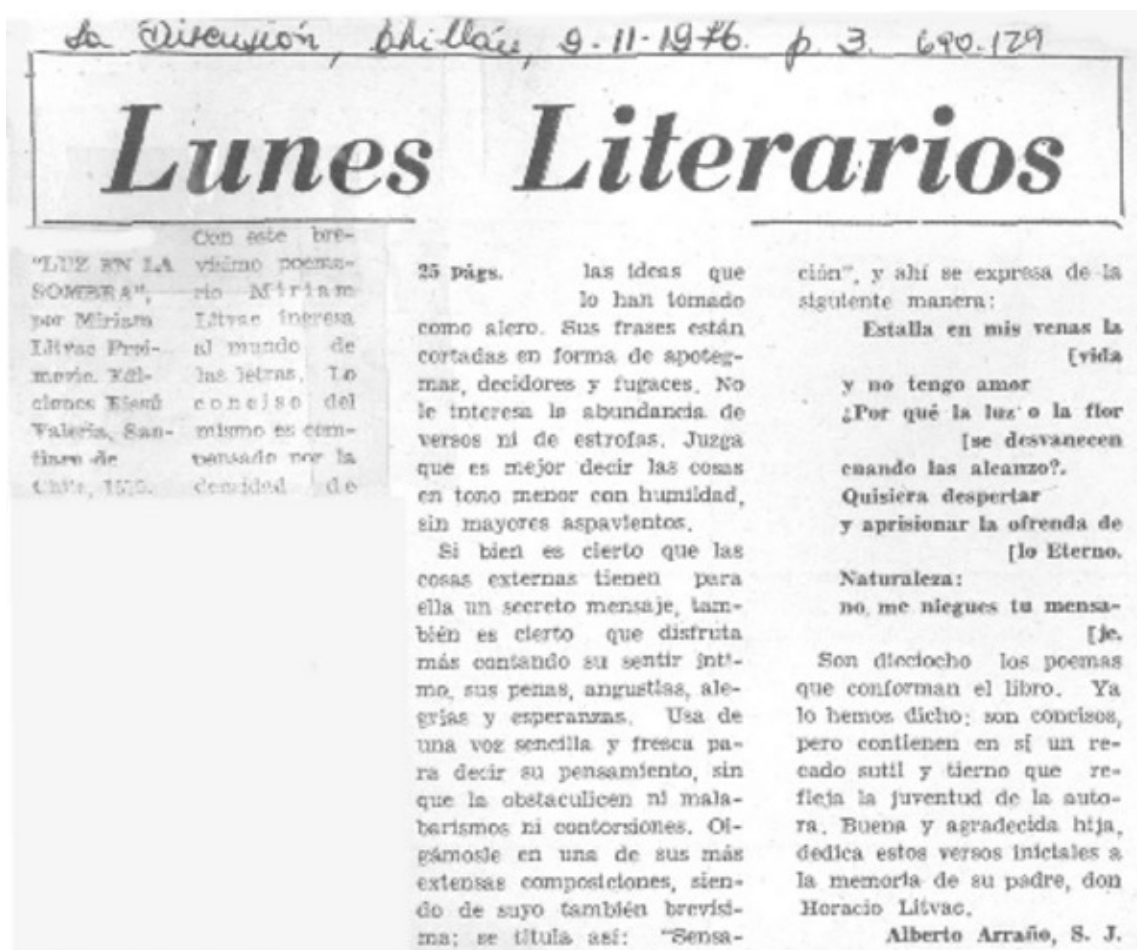 La Discusión, Chillán, 9-11-1976. p. 3. 690.129
Lunes Literarios
"LUZ EN LA
SOMBRA",
por Miriam
Litvac
Valeria, San-
tiago de
Chile,
Con este bre-
vísimo poema-
rio Miriam
Litvac ingresa
al mundo de
las letras. Lo
conciso del
mismo es com-
pensado por la
densidad de
25 págs.
las ideas que
lo han tomado
como alero. Sus frases están
cortadas en forma de apoteg-
mas, decidores y fugaces. No
le interesa la abundancia de
versos ni de estrofas. Juzga
que es mejor decir las cosas
en tono menor con humildad,
sin mayores aspavientos.
Si bien es cierto que las
cosas externas tienen para
ella un secreto mensaje, tam-
bién es cierto que disfruta
más contando su sentir ínti-
mo, sus penas, angustias, ale-
grías y esperanzas. Usa de
una voz sencilla y fresca pa-
ra decir su pensamiento, sin
que la obstaculicen ni mala-
barismos ni contorsiones. Oi-
gámosle en una de sus más
extensas composiciones, sien-
do de suyo también brevísi-
ma; se titula así: "Sensa-
ción", y ahí se expresa de la
siguiente manera:
Estalla en mis venas la
[vida
y no tengo amor
¿Por qué la luz o la flor
[se desvanecen
cuando las alcanzo?.
Quisiera despertar
y aprisionar la ofrenda de
[lo Eterno.
Naturaleza:
no me niegues tu mensa-
[je.
Son dieciocho los poemas
que conforman el libro. Ya
lo hemos dicho: son concisos,
pero contienen en sí un re-
cado sutil y tierno que re-
fleja la juventud de la auto-
ra. Buena y agradecida hija,
dedica estos versos iniciales a
la memoria de su padre, don
Horacio Litvac.
Alberto Arraño, S. J.